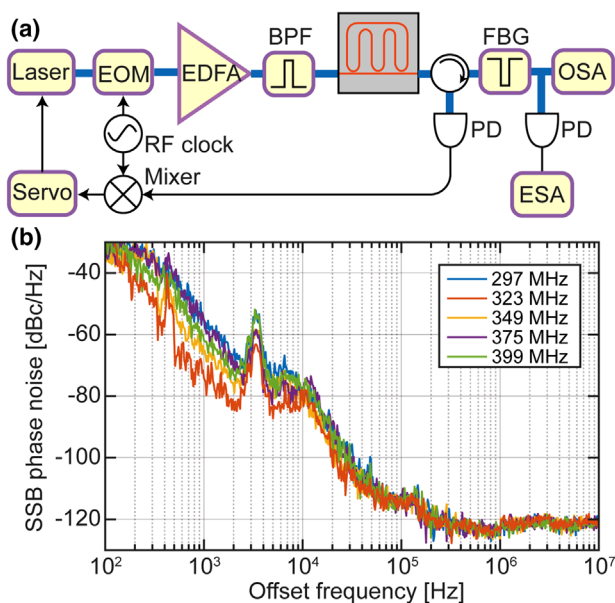 (a)
BPF
FBG
Laser
EOM
EDFA
OSA
RF clock
PD
PD
Servo
Mixer
ESA
(b)
SSB phase noise [dBc/Hz]
-40
-60
-80
-100
-120
297 MHz
323 MHz
349 MHz
375 MHz
399 MHz
10² 10³ 10⁴ 10⁵ 10⁶ 10⁷
Offset frequency [Hz]